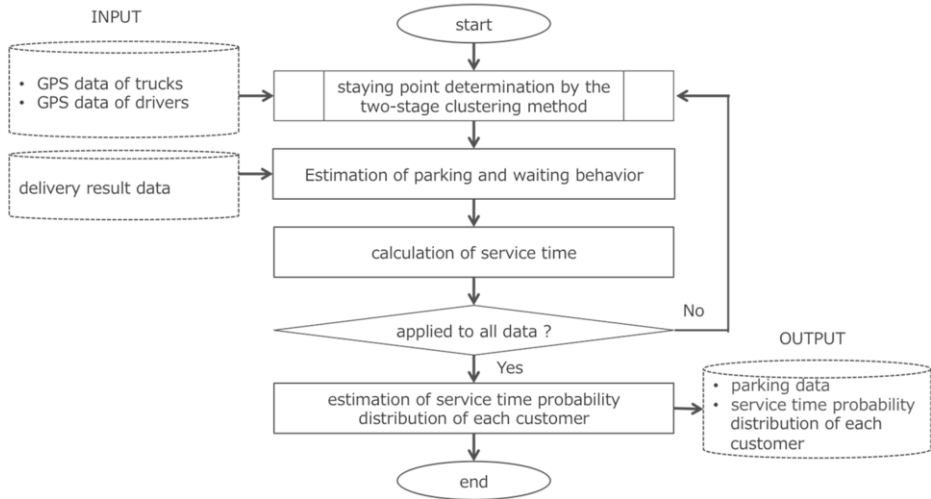 INPUT
start
• GPS data of trucks
• GPS data of drivers
staying point determination by the
two-stage clustering method
delivery result data
Estimation of parking and waiting behavior
calculation of service time
No
applied to all data ?
OUTPUT
Yes
• parking data
• service time probability
distribution of each
customer
estimation of service time probability
distribution of each customer
end